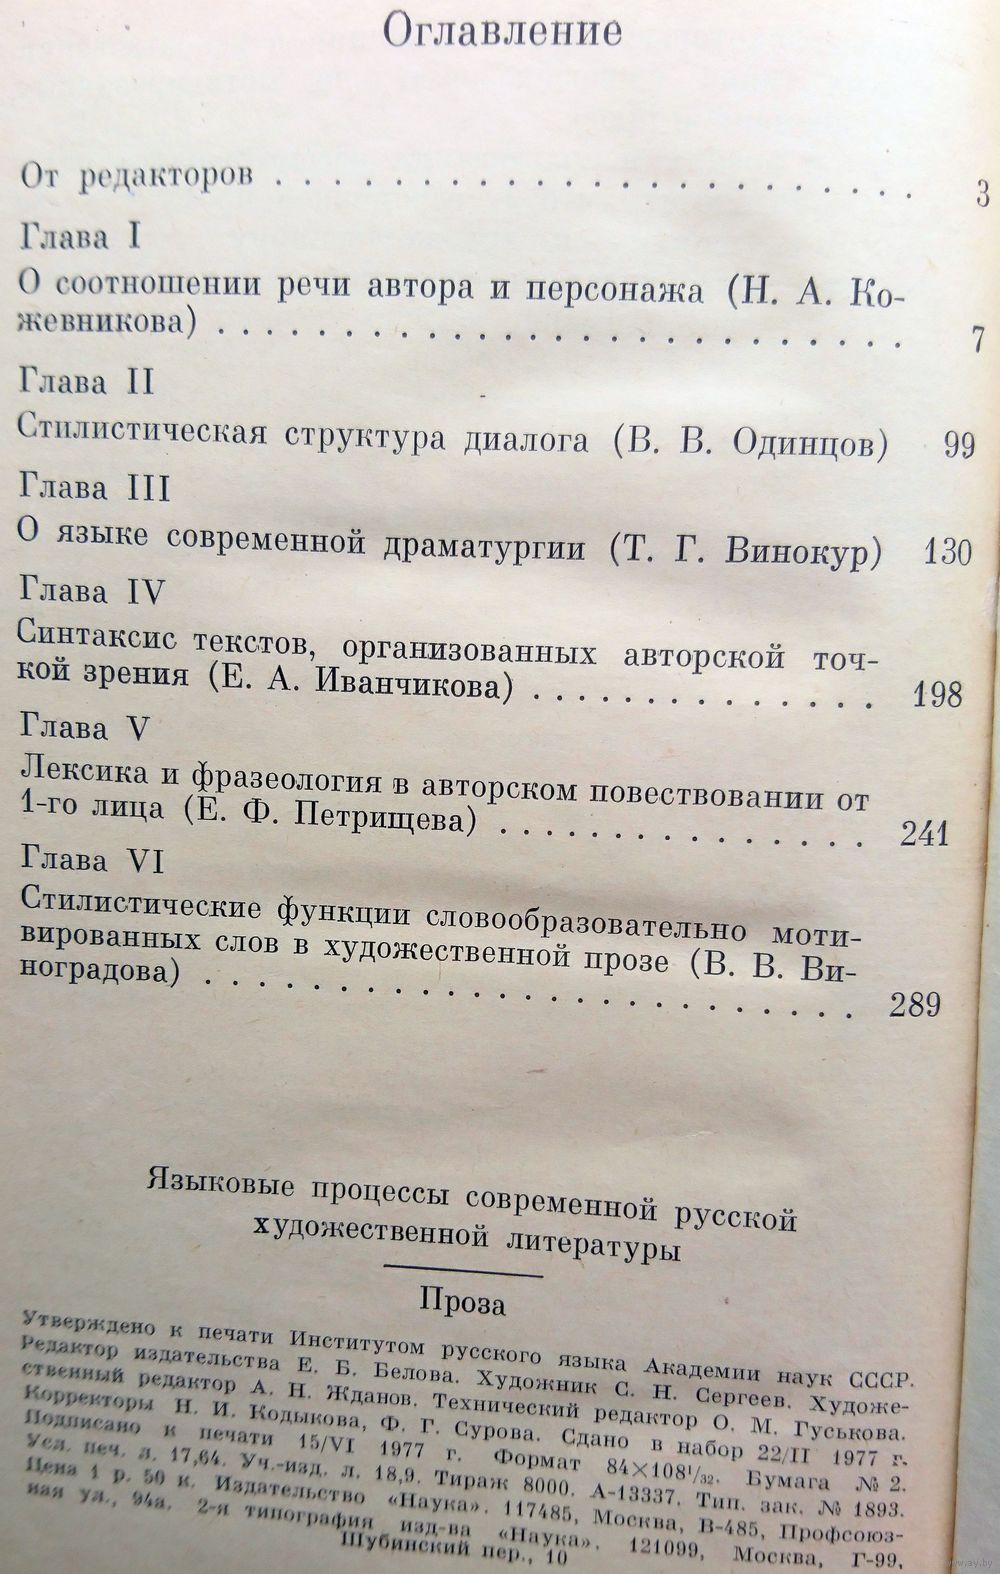 Оглавление
От редакторов . . . . . . . . . . . . . . . . . . . . . . 3
Глава I
О соотношении речи автора и персонажа (Н. А. Ко-
жевникова) . . . . . . . . . . . . . . . . . . . . . . . . 7
Глава II
Стилистическая структура диалога (В. В. Одинцов) 99
Глава III
О языке современной драматургии (Т. Г. Винокур) 130
Глава IV
Синтаксис текстов, организованных авторской точ-
кой зрения (Е. А. Иванчикова) . . . . . . . . . . . . . 198
Глава V
Лексика и фразеология в авторском повествовании от
1-го лица (Е. Ф. Петрищева) . . . . . . . . . . . . . 241
Глава VI
Стилистические функции словообразовательно моти-
вированных слов в художественной прозе (В. В. Ви-
ноградова) . . . . . . . . . . . . . . . . . . . . . . . . 289
Языковые процессы современной русской
художественной литературы
Проза
Утверждено к печати Институтом русского языка Академии наук СССР.
Редактор издательства Е. Б. Белова. Художник С. Н. Сергеев. Художе-
ственный редактор А. Н. Жданов. Технический редактор О. М. Гуськова.
Корректоры Н. И. Кодыкова, Ф. Г. Сурова. Сдано в набор 22/II 1977 г.
Подписано к печати 15/VI 1977 г. Формат 84×108¹/₃₂. Бумага № 2.
Усл. печ. л. 17,64. Уч.-изд. л. 18,9. Тираж 8000. А-13337. Тип. зак. № 1893.
Цена 1 р. 50 к. Издательство «Наука». 117485, Москва, В-485, Профсоюз-
ная ул., 94а. 2-я типография изд-ва «Наука». 121099, Москва, Г-99,
Шубинский пер., 10